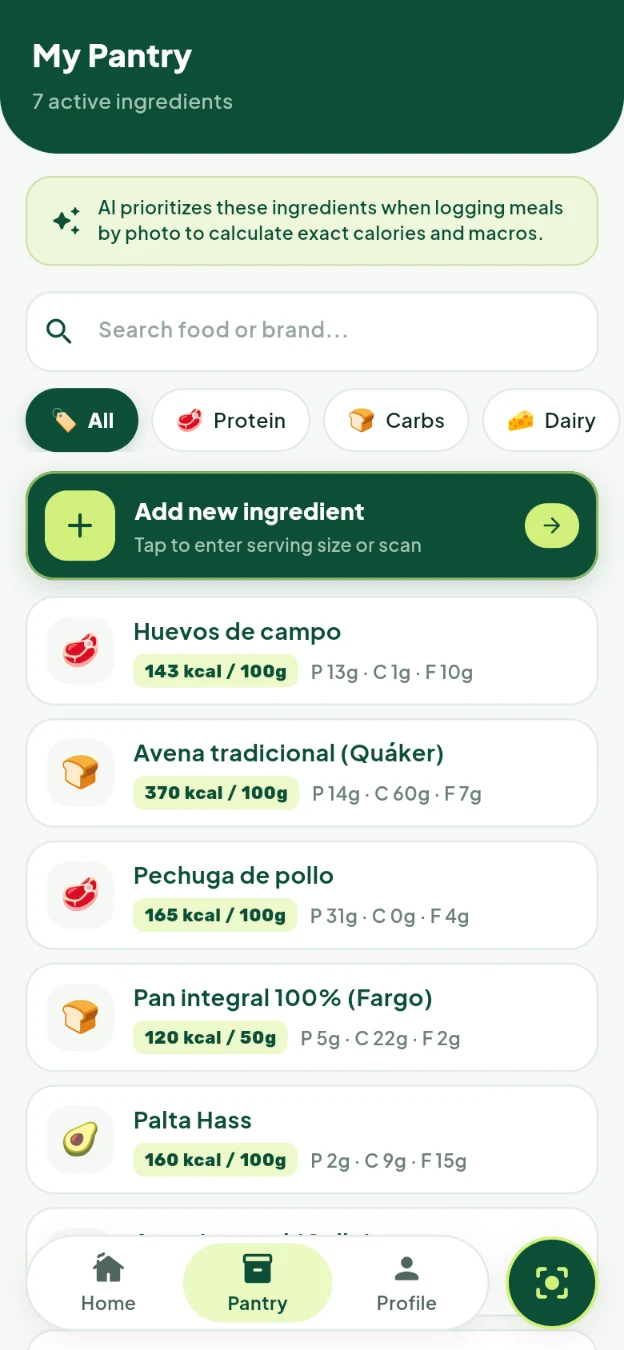 My Pantry
7 active ingredients
AI prioritizes these ingredients when logging meals
by photo to calculate exact calories and macros.
Search food or brand...
All
Protein
Carbs
Dairy
Add new ingredient
Tap to enter serving size or scan
Huevos de campo
143 kcal / 100g P 13g · C 1g · F 10g
Avena tradicional (Quáker)
370 kcal / 100g P 14g · C 60g · F 7g
Pechuga de pollo
165 kcal / 100g P 31g · C 0g · F 4g
Pan integral 100% (Fargo)
120 kcal / 50g P 5g · C 22g · F 2g
Palta Hass
160 kcal / 100g P 2g · C 9g · F 15g
Home
Pantry
Profile